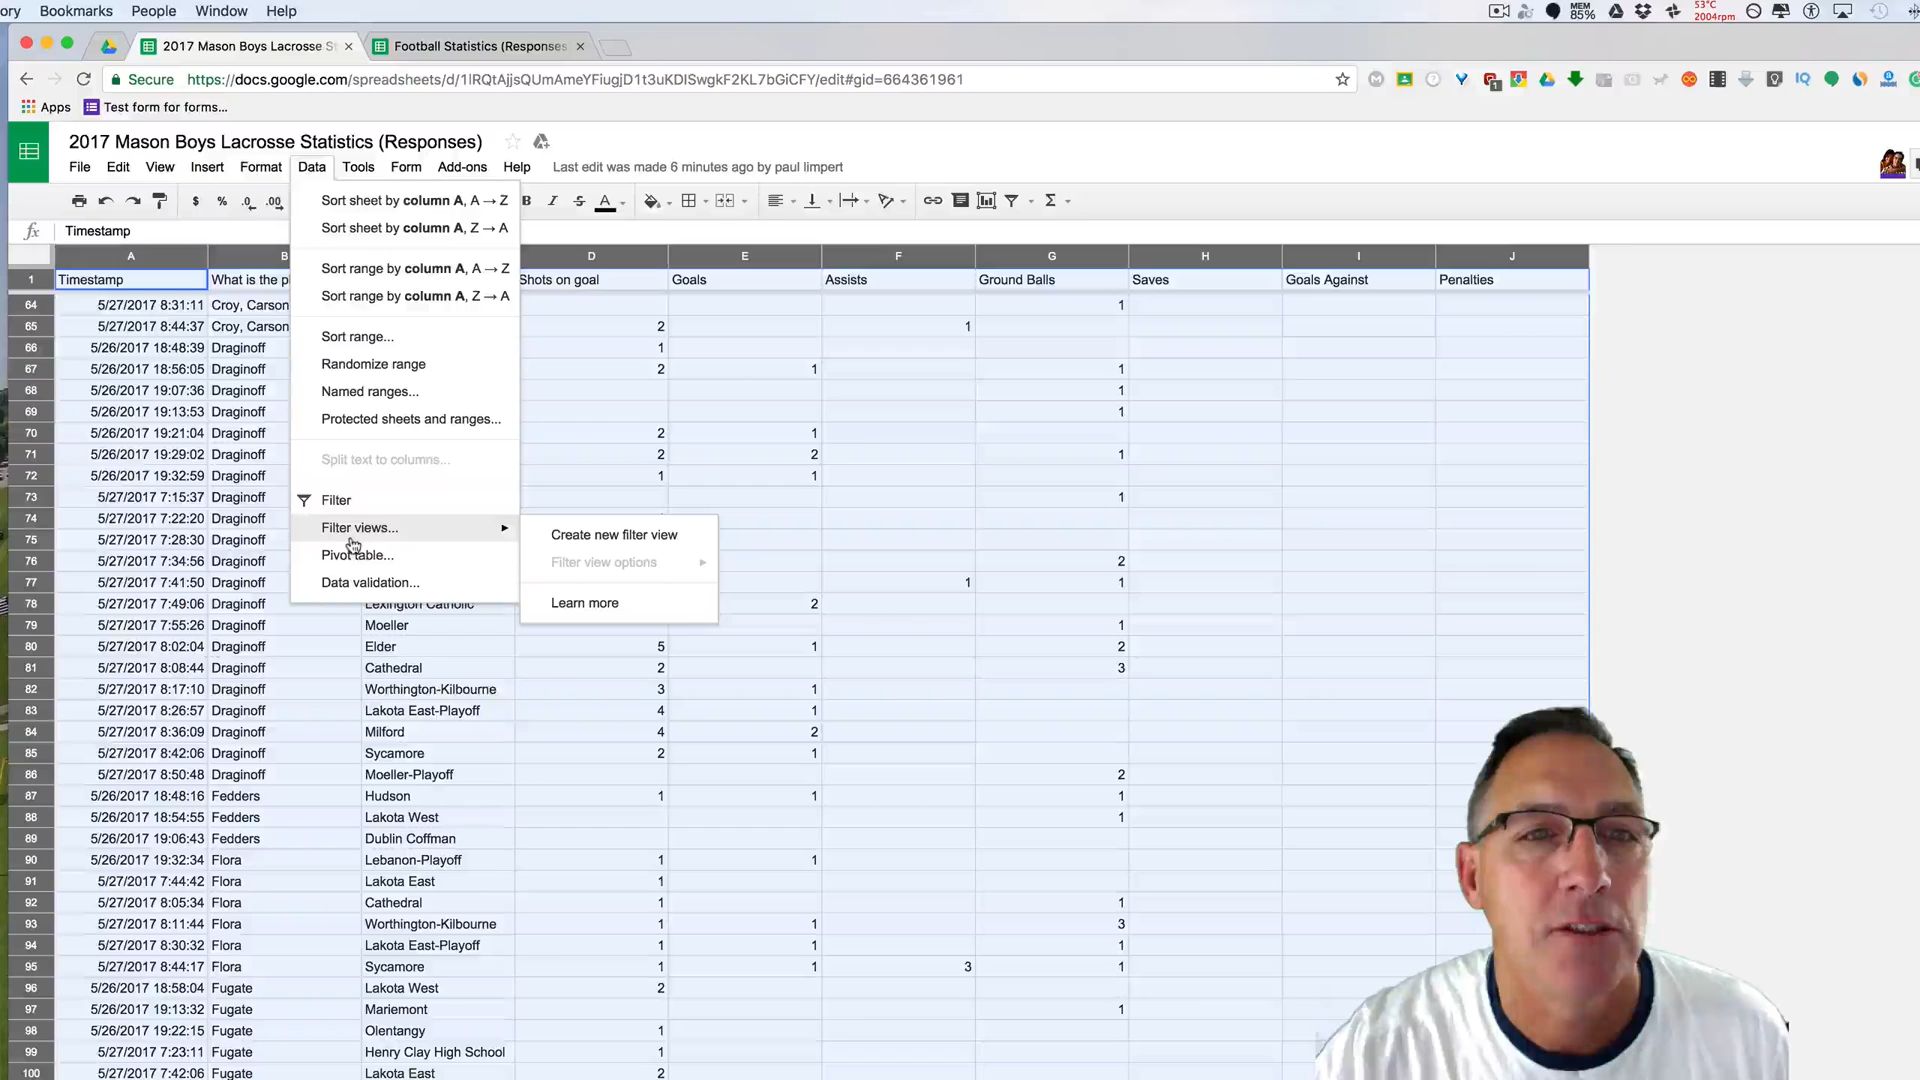 ory Bookmarks People Window Help MEM 85% 53°C 2004rpm
2017 Mason Boys Lacrosse S Football Statistics (Responses
Secure https://docs.google.com/spreadsheets/d/1lRQtAjjsQUmAmeYFiugjD1t3uKDISwgkF2KL7bGiCFY/edit#gid=664361961
Apps Test form for forms...
2017 Mason Boys Lacrosse Statistics (Responses)
File Edit View Insert Format Data Tools Form Add-ons Help Last edit was made 6 minutes ago by paul limpert
$ % .0 .00 B I S A Σ
fx Timestamp
A B D E F G H I J
1 Timestamp What is the p Shots on goal Goals Assists Ground Balls Saves Goals Against Penalties
Sort sheet by column A, A → Z
Sort sheet by column A, Z → A
Sort range by column A, A → Z
Sort range by column A, Z → A
Sort range...
Randomize range
Named ranges...
Protected sheets and ranges...
Split text to columns...
Filter
Filter views...
Pivot table...
Data validation...
Create new filter view
Filter view options
Learn more
64 5/27/2017 8:31:11 Croy, Carson 1
65 5/27/2017 8:44:37 Croy, Carson 2 1
66 5/26/2017 18:48:39 Draginoff 1
67 5/26/2017 18:56:05 Draginoff 2 1 1
68 5/26/2017 19:07:36 Draginoff 1
69 5/26/2017 19:13:53 Draginoff 1
70 5/26/2017 19:21:04 Draginoff 2 1
71 5/26/2017 19:29:02 Draginoff 2 2 1
72 5/26/2017 19:32:59 Draginoff 1 1
73 5/27/2017 7:15:37 Draginoff 1
74 5/27/2017 7:22:20 Draginoff
75 5/27/2017 7:28:30 Draginoff
76 5/27/2017 7:34:56 Draginoff 2
77 5/27/2017 7:41:50 Draginoff 1 1
78 5/27/2017 7:49:06 Draginoff Lexington Catholic 2
79 5/27/2017 7:55:26 Draginoff Moeller 1
80 5/27/2017 8:02:04 Draginoff Elder 5 1 2
81 5/27/2017 8:08:44 Draginoff Cathedral 2 3
82 5/27/2017 8:17:10 Draginoff Worthington-Kilbourne 3 1
83 5/27/2017 8:26:57 Draginoff Lakota East-Playoff 4 1
84 5/27/2017 8:36:09 Draginoff Milford 4 2
85 5/27/2017 8:42:06 Draginoff Sycamore 2 1
86 5/27/2017 8:50:48 Draginoff Moeller-Playoff 2
87 5/26/2017 18:48:16 Fedders Hudson 1 1 1
88 5/26/2017 18:54:55 Fedders Lakota West 1
89 5/26/2017 19:06:43 Fedders Dublin Coffman
90 5/26/2017 19:32:34 Flora Lebanon-Playoff 1 1
91 5/27/2017 7:44:42 Flora Lakota East 1
92 5/27/2017 8:05:34 Flora Cathedral 1 1
93 5/27/2017 8:11:44 Flora Worthington-Kilbourne 1 1 3
94 5/27/2017 8:30:32 Flora Lakota East-Playoff 1 1 1
95 5/27/2017 8:44:17 Flora Sycamore 1 1 3 1
96 5/26/2017 18:58:04 Fugate Lakota West 2
97 5/26/2017 19:13:32 Fugate Mariemont 1
98 5/26/2017 19:22:15 Fugate Olentangy 1
99 5/27/2017 7:23:11 Fugate Henry Clay High School 1
100 5/27/2017 7:42:06 Fugate Lakota East 2